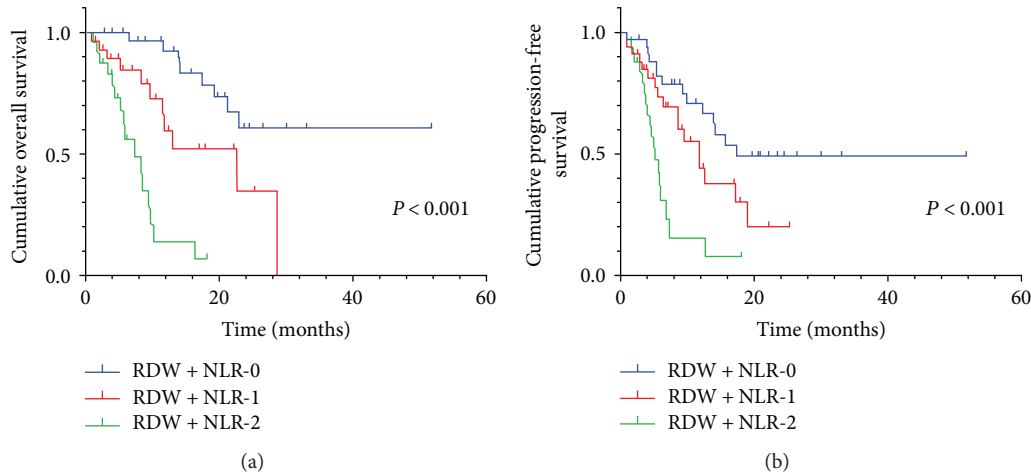 Cumulative overall survival
1.0
0.5
0.0
P < 0.001
0
20
40
60
Time (months)
RDW + NLR-0
RDW + NLR-1
RDW + NLR-2
(a)
Cumulative progression-free
survival
1.0
0.5
0.0
P < 0.001
0
20
40
60
Time (months)
RDW + NLR-0
RDW + NLR-1
RDW + NLR-2
(b)